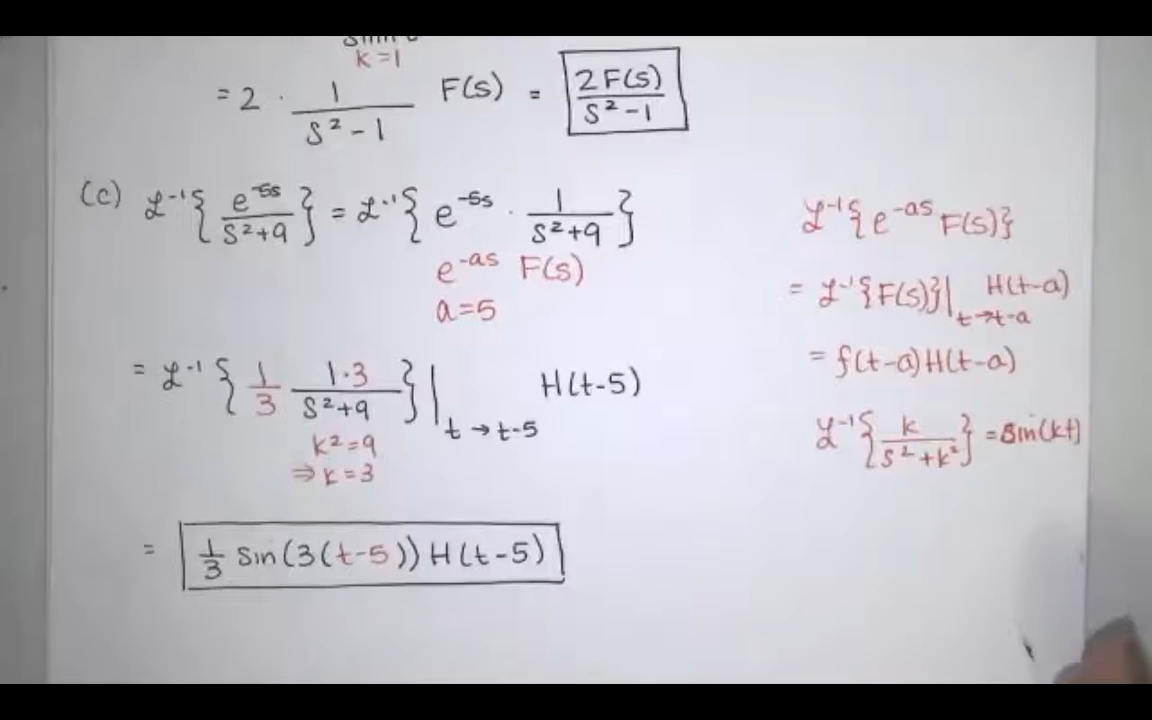 k=1
= 2 · 1/(s² - 1) F(s) = 2F(s)/(s² - 1)
(c) ℒ⁻¹{e⁻⁵ˢ/(s²+9)} = ℒ⁻¹{e⁻⁵ˢ · 1/(s²+9)}
e⁻ᵃˢ F(s)
a=5
= ℒ⁻¹{1/3 1·3/(s²+9)}|t→t-5 H(t-5)
k²=9
⇒ k=3
= 1/3 sin(3(t-5)) H(t-5)
ℒ⁻¹{e⁻ᵃˢ F(s)}
= ℒ⁻¹{F(s)}|t→t-a H(t-a)
= f(t-a)H(t-a)
ℒ⁻¹{k/(s²+k²)} = sin(kt)